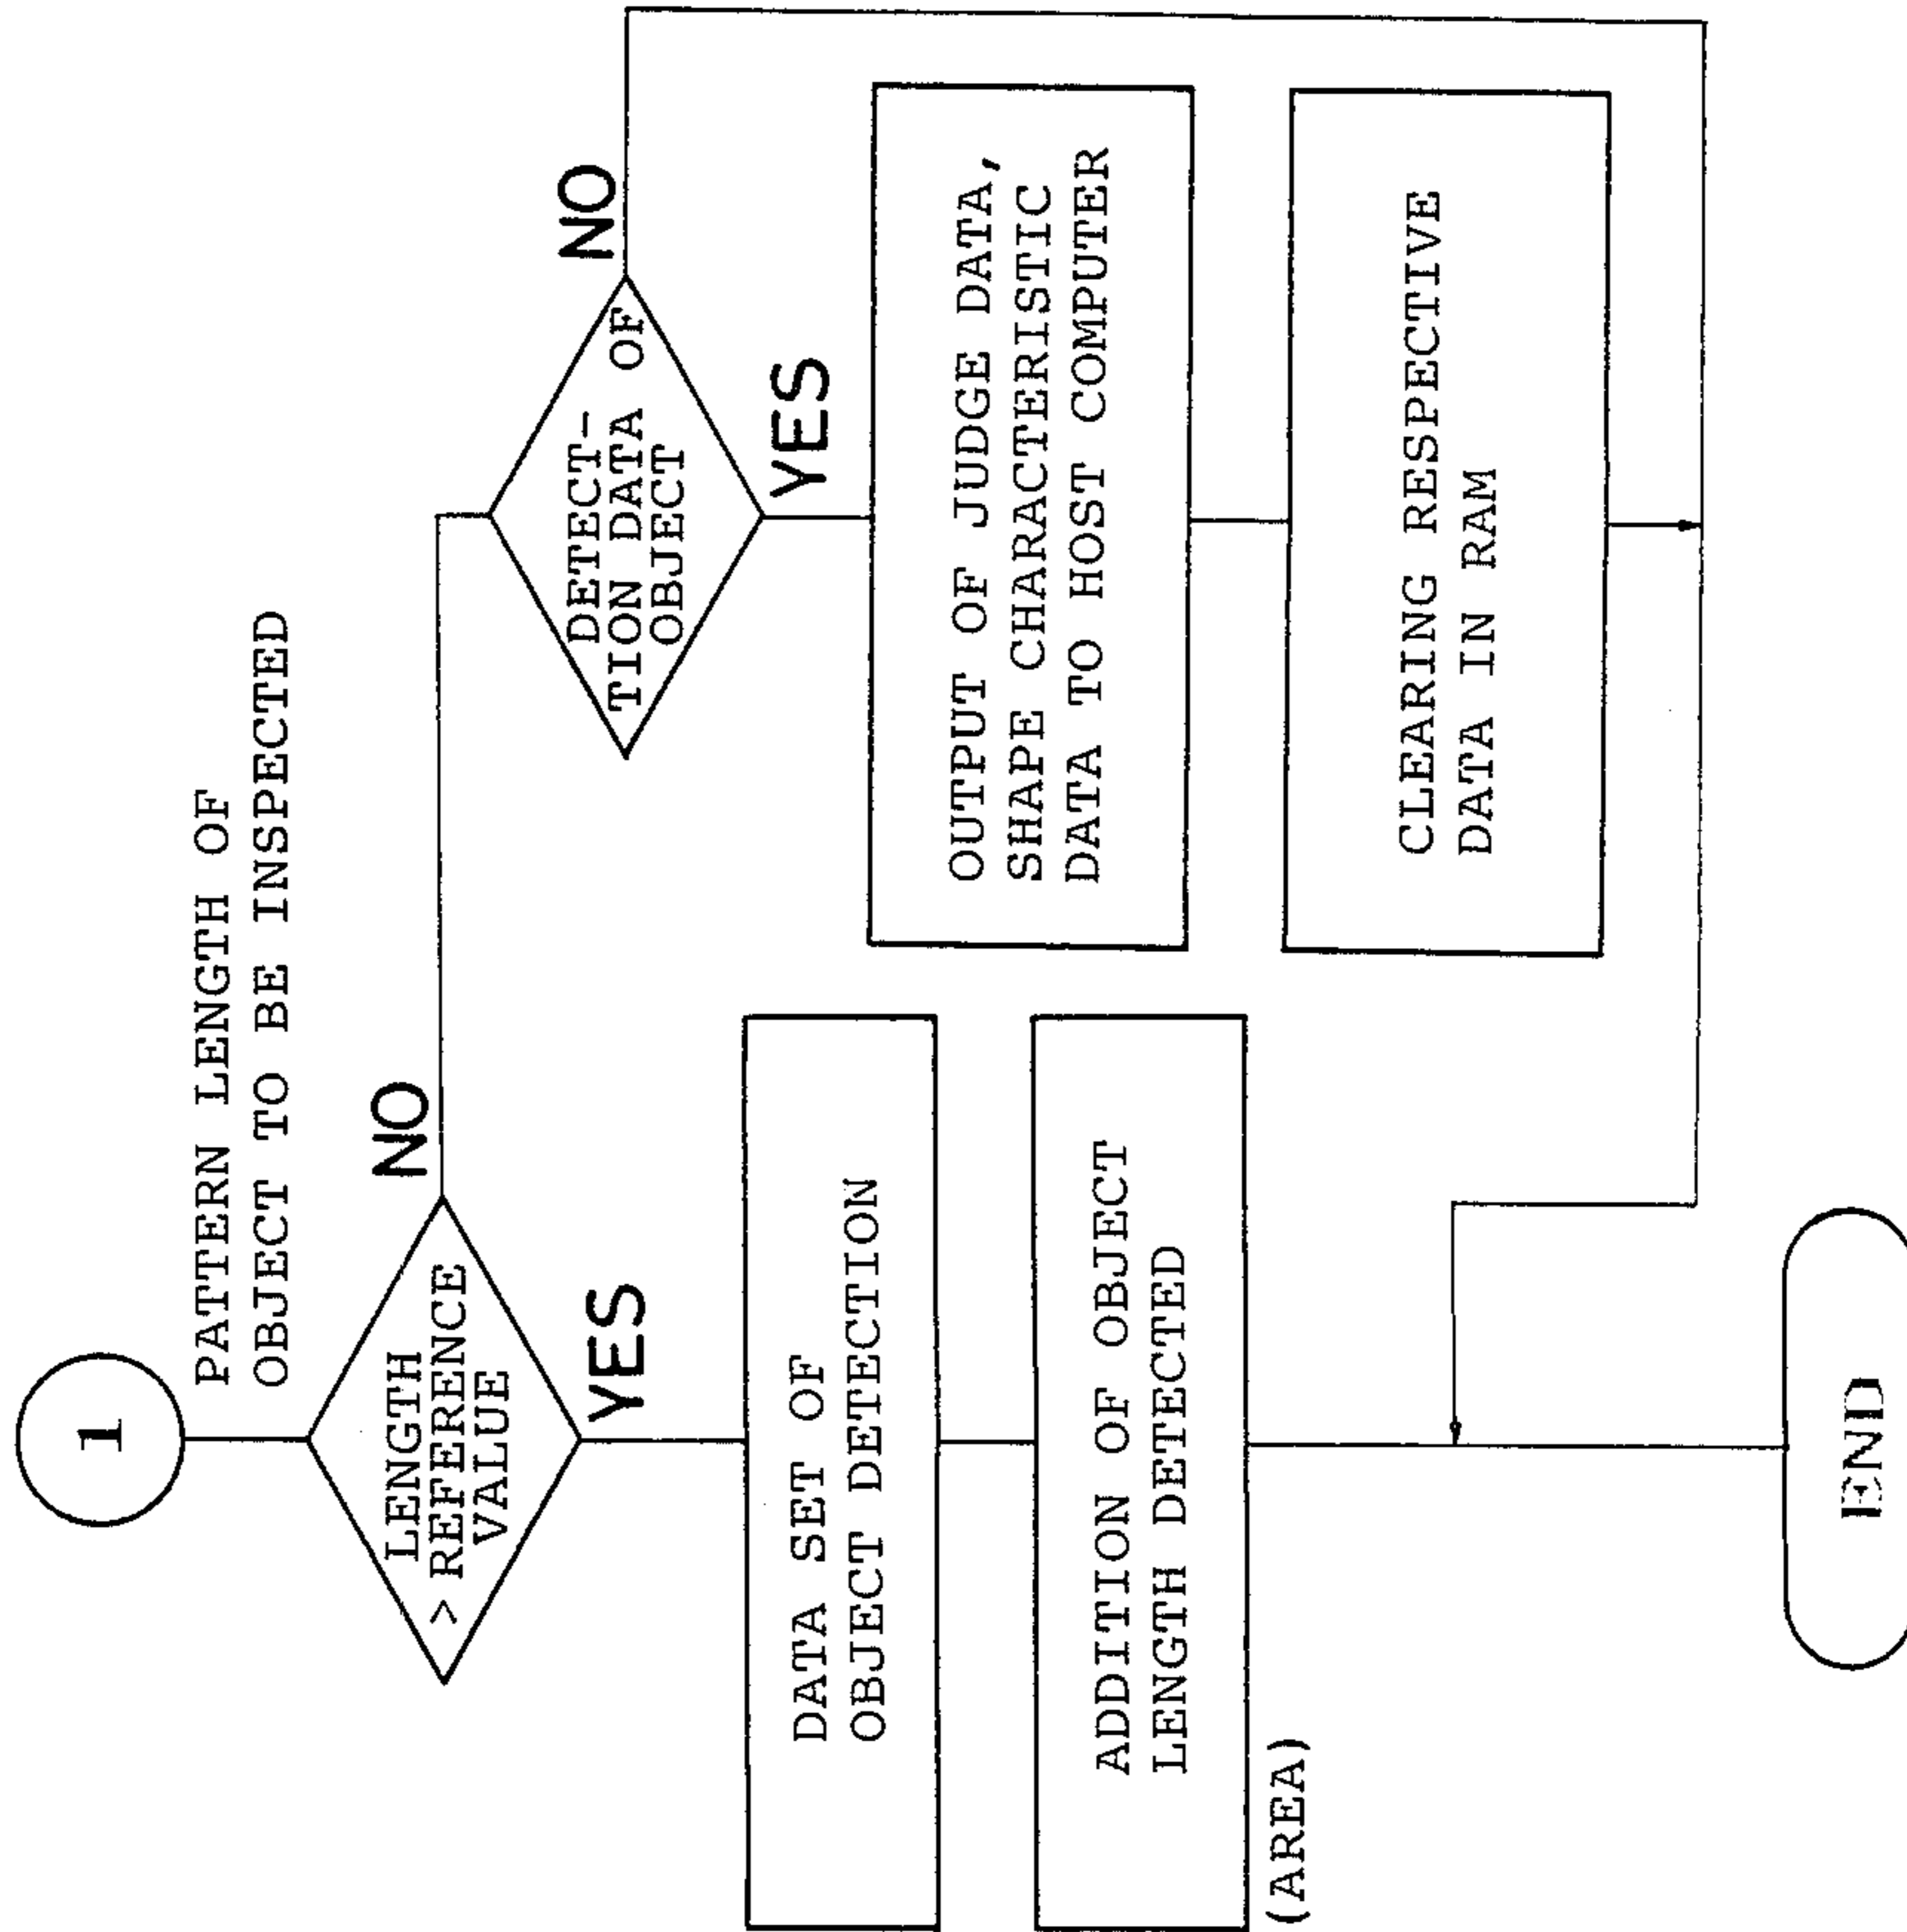 1
PATTERN LENGTH OF
OBJECT TO BE INSPECTED
LENGTH
> REFERENCE
VALUE
NO
YES
DATA SET OF
OBJECT DETECTION
ADDITION OF OBJECT
LENGTH DETECTED
(AREA)
DETECT-
TION DATA OF
OBJECT
NO
YES
OUTPUT OF JUDGE DATA,
SHAPE CHARACTERISTIC
DATA TO HOST COMPUTER
CLEARING RESPECTIVE
DATA IN RAM
END